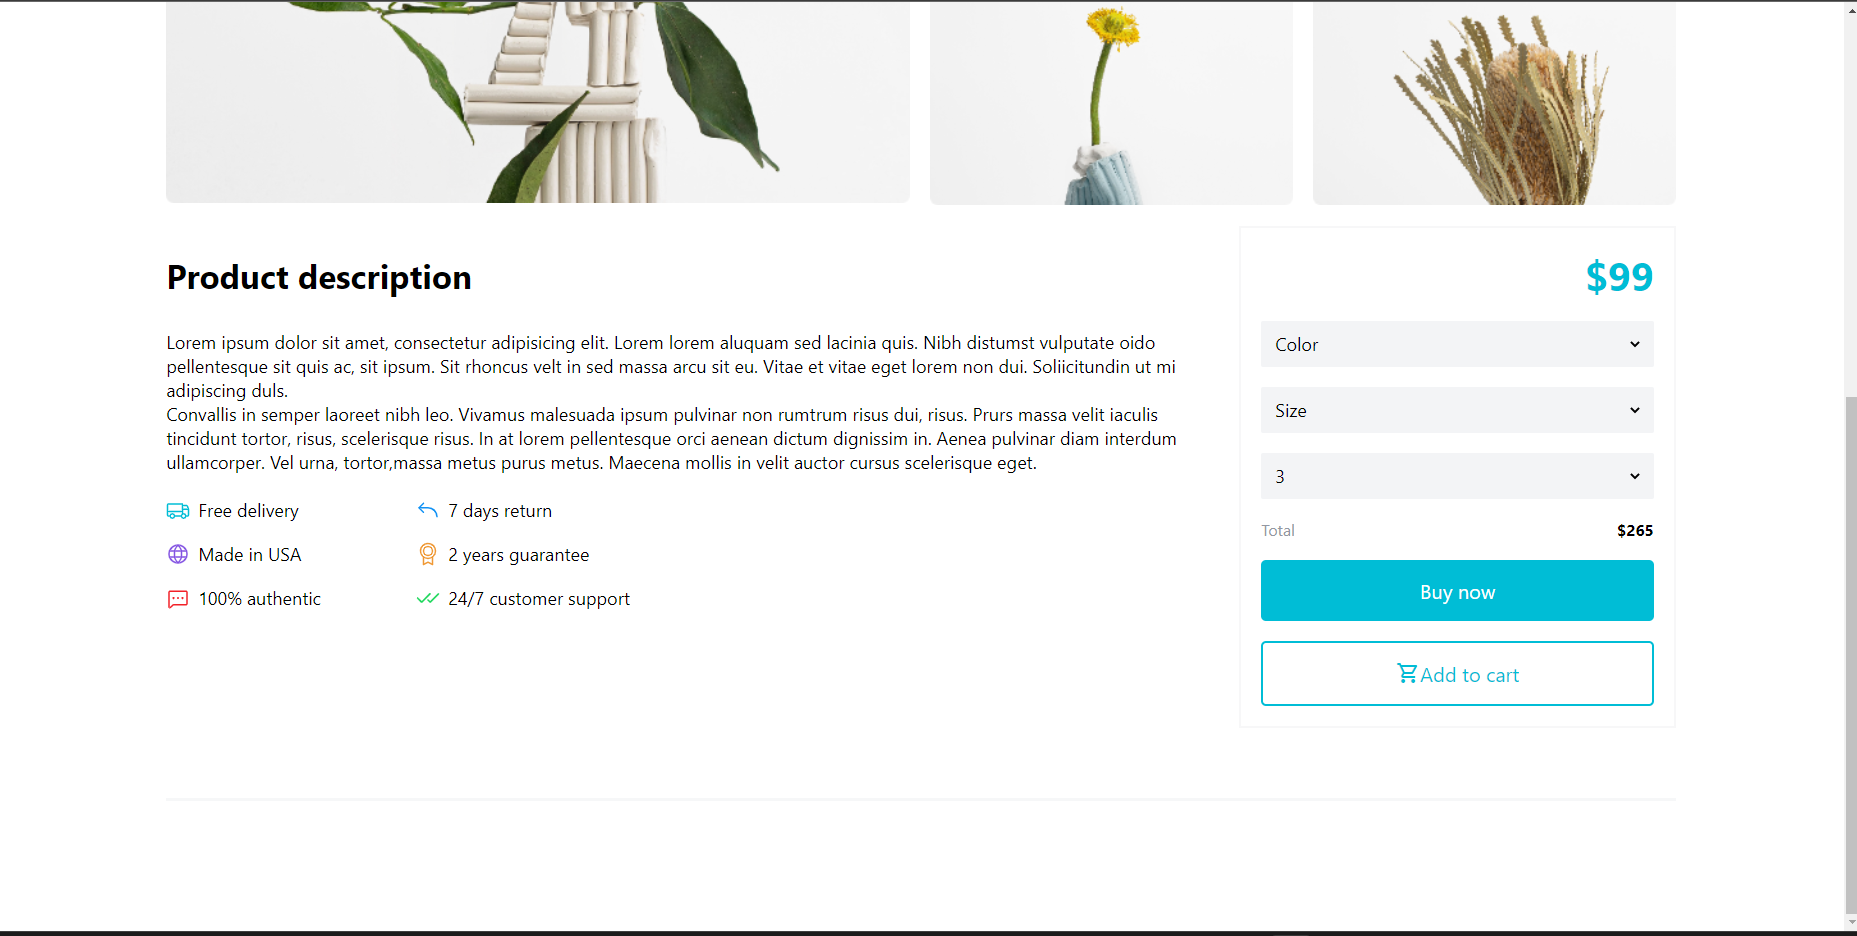 Product description
Lorem ipsum dolor sit amet, consectetur adipisicing elit. Lorem lorem aluquam sed lacinia quis. Nibh distumst vulputate oido
pellentesque sit quis ac, sit ipsum. Sit rhoncus velt in sed massa arcu sit eu. Vitae et vitae eget lorem non dui. Soliicitundin ut mi
adipiscing duls.
Convallis in semper laoreet nibh leo. Vivamus malesuada ipsum pulvinar non rumtrum risus dui, risus. Prurs massa velit iaculis
tincidunt tortor, risus, scelerisque risus. In at lorem pellentesque orci aenean dictum dignissim in. Aenea pulvinar diam interdum
ullamcorper. Vel urna, tortor,massa metus purus metus. Maecena mollis in velit auctor cursus scelerisque eget.
Free delivery
7 days return
Made in USA
2 years guarantee
100% authentic
24/7 customer support
$99
Color
Size
3
Total $265
Buy now
Add to cart